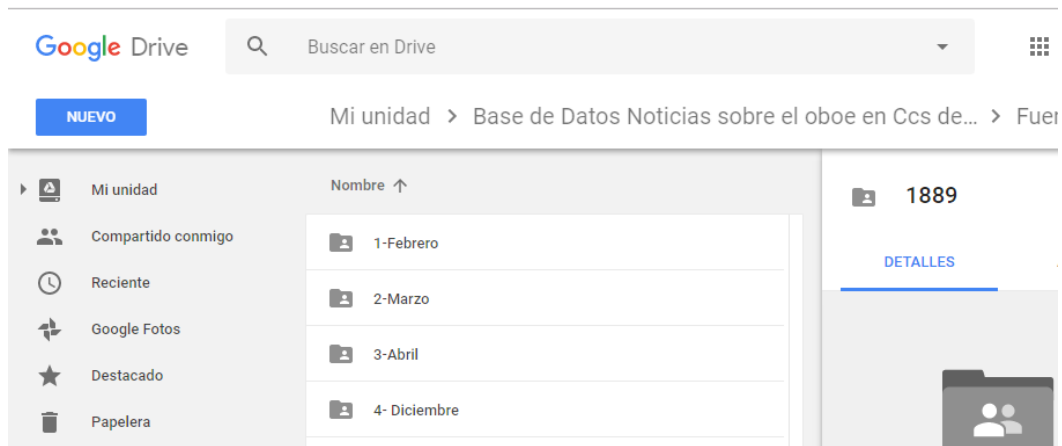 Google Drive
Buscar en Drive
NUEVO
Mi unidad > Base de Datos Noticias sobre el oboe en Ccs de... >
Mi unidad
Compartido conmigo
Reciente
Google Fotos
Destacado
Papelera
Nombre ↑
1-Febrero
2-Marzo
3-Abril
4- Diciembre
1889
DETALLES